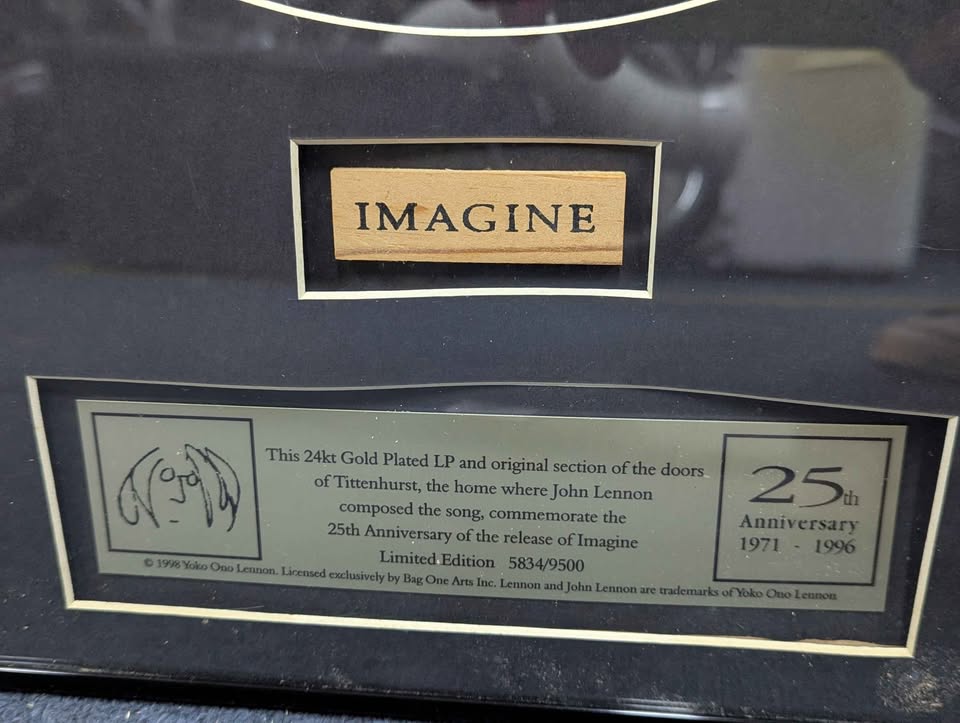 IMAGINE
This 24kt Gold Plated LP and original section of the doors
of Tittenhurst, the home where John Lennon
composed the song, commemorate the
25th Anniversary of the release of Imagine
Limited Edition 5834/9500
25th
Anniversary
1971 - 1996
© 1998 Yoko Ono Lennon. Licensed exclusively by Bag One Arts Inc. Lennon and John Lennon are trademarks of Yoko Ono Lennon